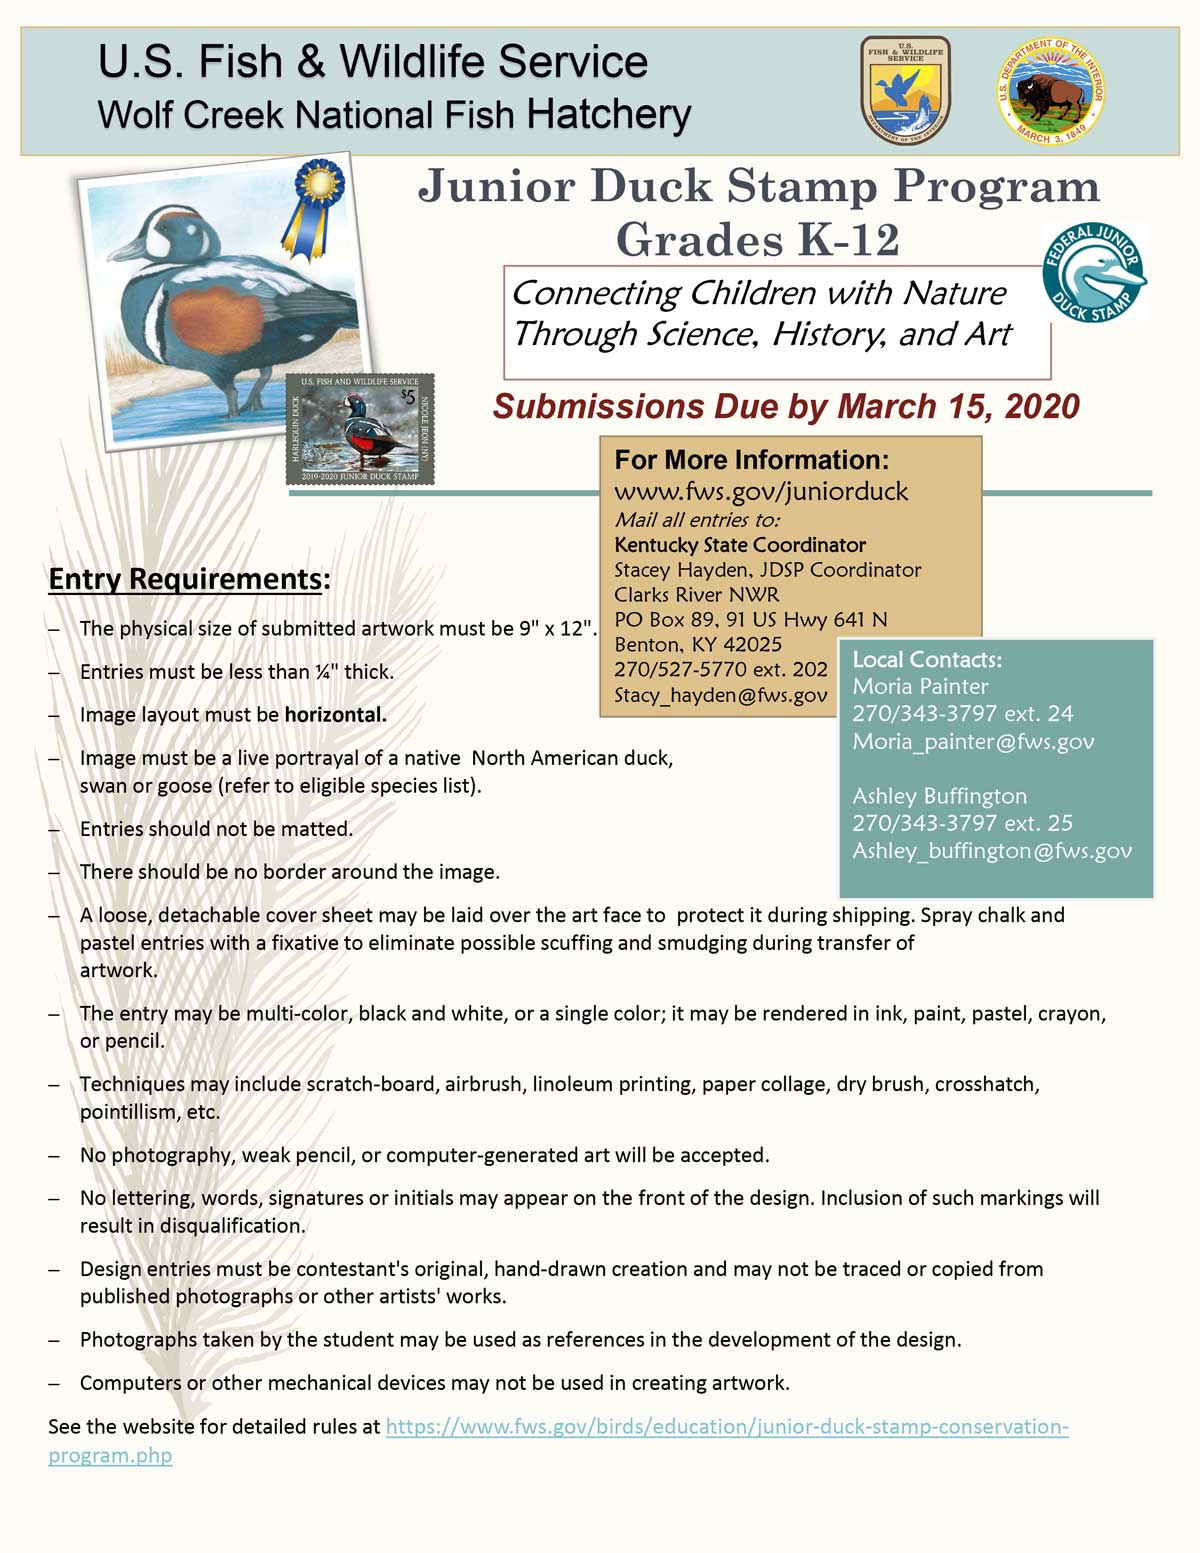 U.S. Fish & Wildlife Service
Wolf Creek National Fish Hatchery
U.S.
FISH & WILDLIFE
SERVICE
DEPARTMENT OF THE INTERIOR
U.S. DEPARTMENT OF THE INTERIOR
MARCH 3, 1849
Junior Duck Stamp Program
Grades K-12
FEDERAL JUNIOR
DUCK STAMP
Connecting Children with Nature
Through Science, History, and Art
U.S. FISH AND WILDLIFE SERVICE
$5
HARLEQUIN DUCK
NICOLE JEON (NY)
2019-2020 JUNIOR DUCK STAMP
Submissions Due by March 15, 2020
For More Information:
www.fws.gov/juniorduck
Mail all entries to:
Kentucky State Coordinator
Stacey Hayden, JDSP Coordinator
Clarks River NWR
PO Box 89, 91 US Hwy 641 N
Benton, KY 42025
270/527-5770 ext. 202
Stacy_hayden@fws.gov
Local Contacts:
Moria Painter
270/343-3797 ext. 24
Moria_painter@fws.gov
Ashley Buffington
270/343-3797 ext. 25
Ashley_buffington@fws.gov
Entry Requirements:
– The physical size of submitted artwork must be 9" x 12".
– Entries must be less than ¼" thick.
– Image layout must be horizontal.
– Image must be a live portrayal of a native North American duck,
swan or goose (refer to eligible species list).
– Entries should not be matted.
– There should be no border around the image.
– A loose, detachable cover sheet may be laid over the art face to protect it during shipping. Spray chalk and
pastel entries with a fixative to eliminate possible scuffing and smudging during transfer of
artwork.
– The entry may be multi-color, black and white, or a single color; it may be rendered in ink, paint, pastel, crayon,
or pencil.
– Techniques may include scratch-board, airbrush, linoleum printing, paper collage, dry brush, crosshatch,
pointillism, etc.
– No photography, weak pencil, or computer-generated art will be accepted.
– No lettering, words, signatures or initials may appear on the front of the design. Inclusion of such markings will
result in disqualification.
– Design entries must be contestant's original, hand-drawn creation and may not be traced or copied from
published photographs or other artists' works.
– Photographs taken by the student may be used as references in the development of the design.
– Computers or other mechanical devices may not be used in creating artwork.
See the website for detailed rules at https://www.fws.gov/birds/education/junior-duck-stamp-conservation-
program.php